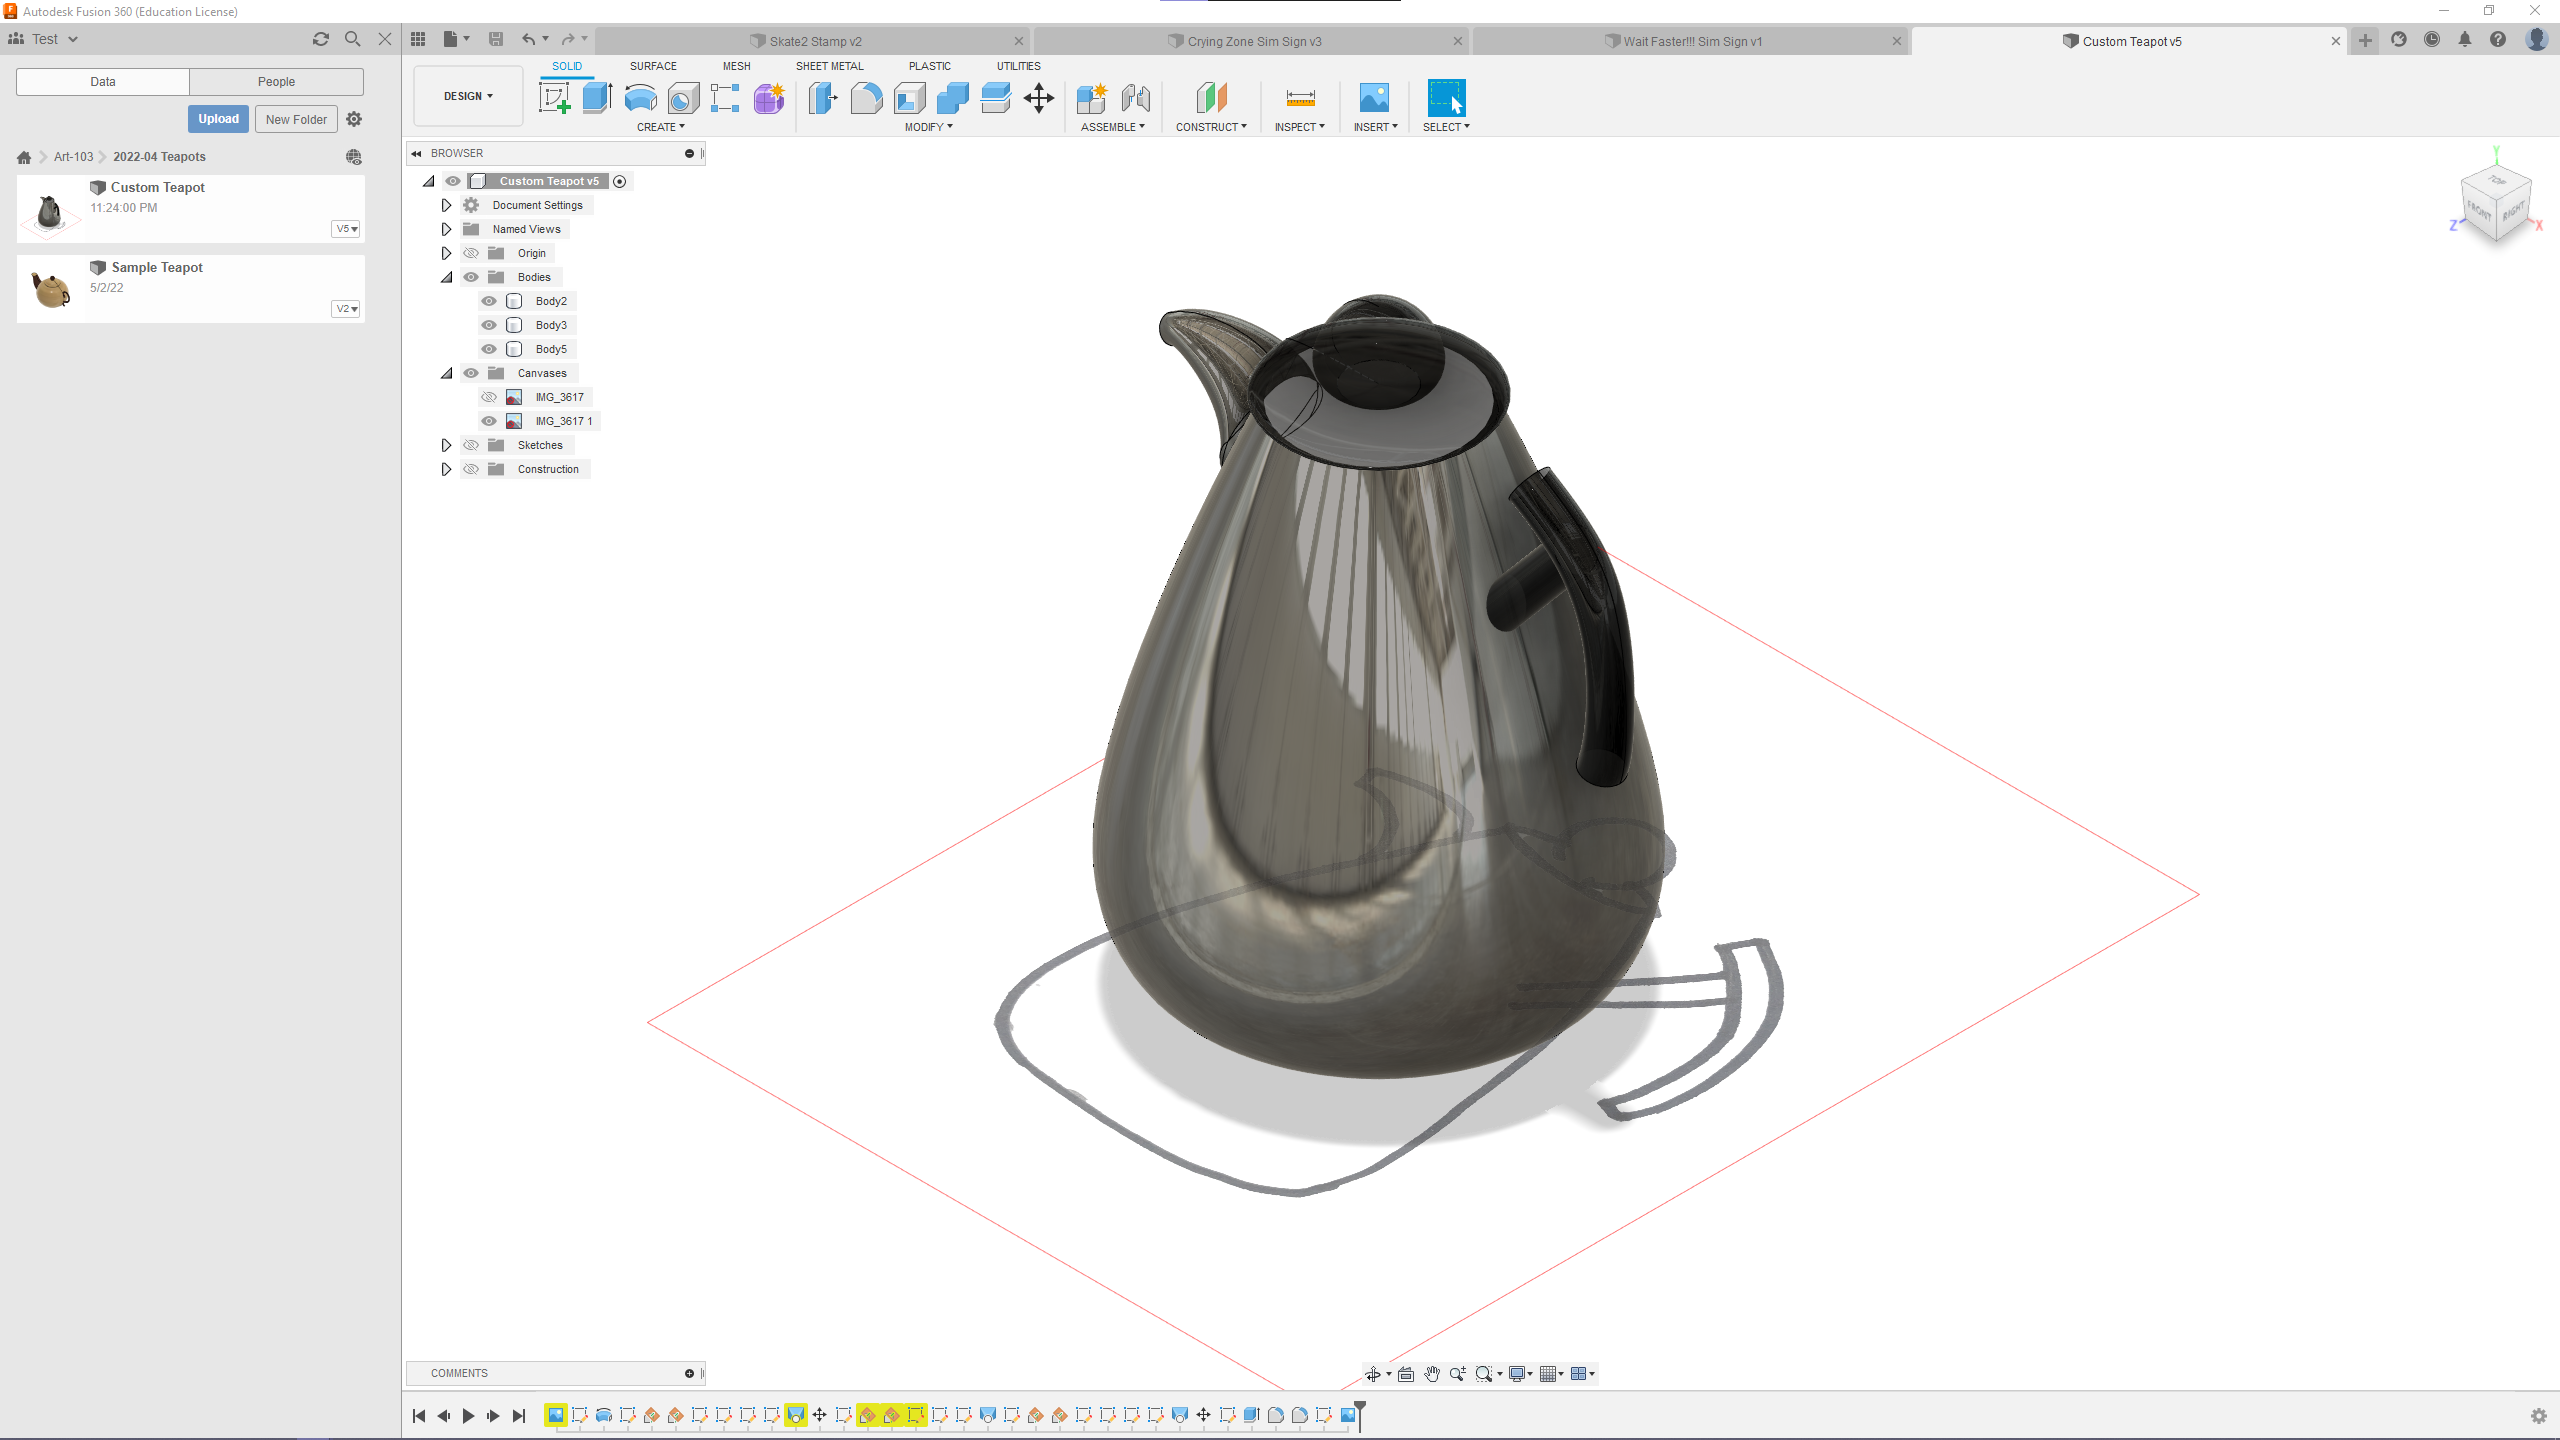 Autodesk Fusion 360 (Education License)
Test
Skate2 Stamp v2
Crying Zone Sim Sign v3
Wait Faster!!! Sim Sign v1
Custom Teapot v5
Data
People
Upload
New Folder
Art-103
2022-04 Teapots
Custom Teapot
11:24:00 PM
V5
Sample Teapot
5/2/22
V2
SOLID
SURFACE
MESH
SHEET METAL
PLASTIC
UTILITIES
DESIGN
CREATE
MODIFY
ASSEMBLE
CONSTRUCT
INSPECT
INSERT
SELECT
BROWSER
Custom Teapot v5
Document Settings
Named Views
Origin
Bodies
Body2
Body3
Body5
Canvases
IMG_3617
IMG_3617 1
Sketches
Construction
Y
TOP
FRONT
RIGHT
Z
X
COMMENTS